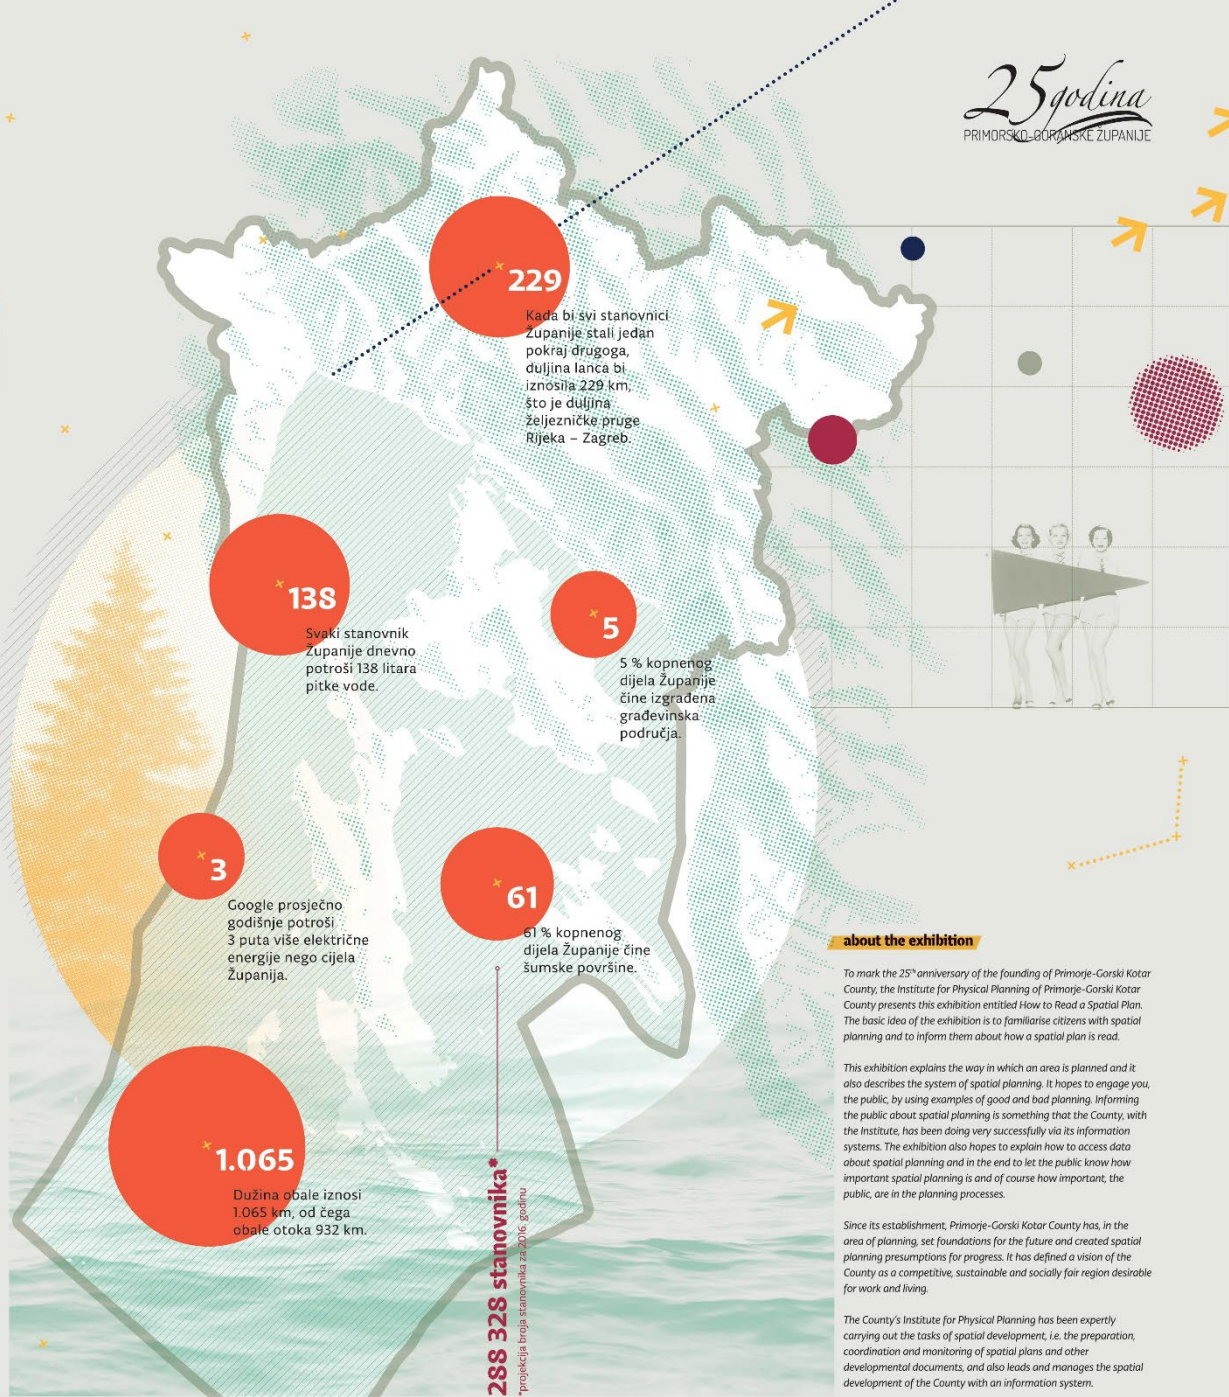 25 godina
PRIMORSKO-GORANSKE ŽUPANIJE
229
Kada bi svi stanovnici
Županije stali jedan
pokraj drugoga,
duljina lanca bi
iznosila 229 km,
što je duljina
željezničke pruge
Rijeka – Zagreb.
138
Svaki stanovnik
Županije dnevno
potroši 138 litara
pitke vode.
5
5 % kopnenog
dijela Županije
čine izgrađena
građevinska
područja.
3
Google prosječno
godišnje potroši
3 puta više električne
energije nego cijela
Županija.
61
61 % kopnenog
dijela Županije čine
šumske površine.
1.065
Dužina obale iznosi
1.065 km, od čega
obale otoka 932 km.
288 328 stanovnika*
*projekcija broja stanovnika za 2016. godinu
about the exhibition
To mark the 25th anniversary of the founding of Primorje-Gorski Kotar
County, the Institute for Physical Planning of Primorje-Gorski Kotar
County presents this exhibition entitled How to Read a Spatial Plan.
The basic idea of the exhibition is to familiarise citizens with spatial
planning and to inform them about how a spatial plan is read.
This exhibition explains the way in which an area is planned and it
also describes the system of spatial planning. It hopes to engage you,
the public, by using examples of good and bad planning. Informing
the public about spatial planning is something that the County, with
the Institute, has been doing very successfully via its information
systems. The exhibition also hopes to explain how to access data
about spatial planning and in the end to let the public know how
important spatial planning is and of course how important, the
public, are in the planning processes.
Since its establishment, Primorje-Gorski Kotar County has, in the
area of planning, set foundations for the future and created spatial
planning presumptions for progress. It has defined a vision of the
County as a competitive, sustainable and socially fair region desirable
for work and living.
The County's Institute for Physical Planning has been expertly
carrying out the tasks of spatial development, i.e. the preparation,
coordination and monitoring of spatial plans and other
developmental documents, and also leads and manages the spatial
development of the County with an information system.